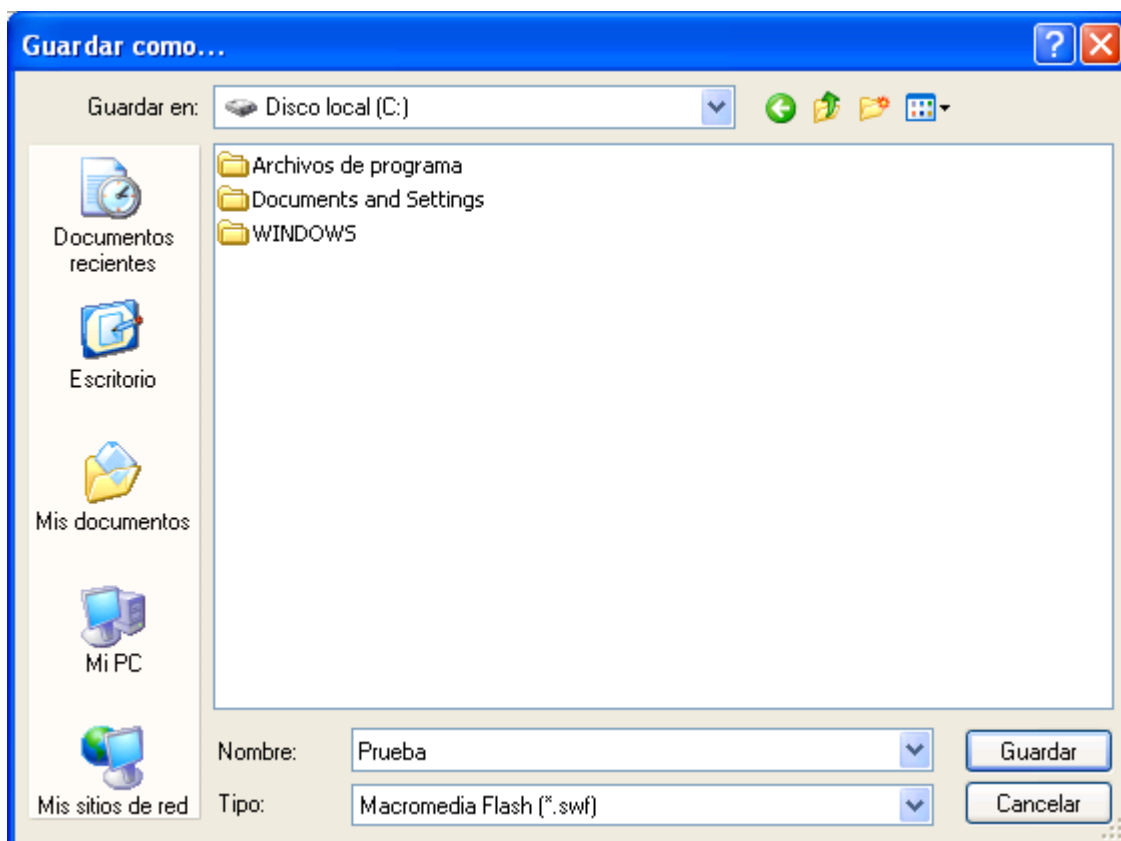 Guardar como...
Guardar en:
Disco local (C:)
Archivos de programa
Documents and Settings
WINDOWS
Documentos
recientes
Escritorio
Mis documentos
Mi PC
Mis sitios de red
Nombre:
Prueba
Guardar
Tipo:
Macromedia Flash (*.swf)
Cancelar